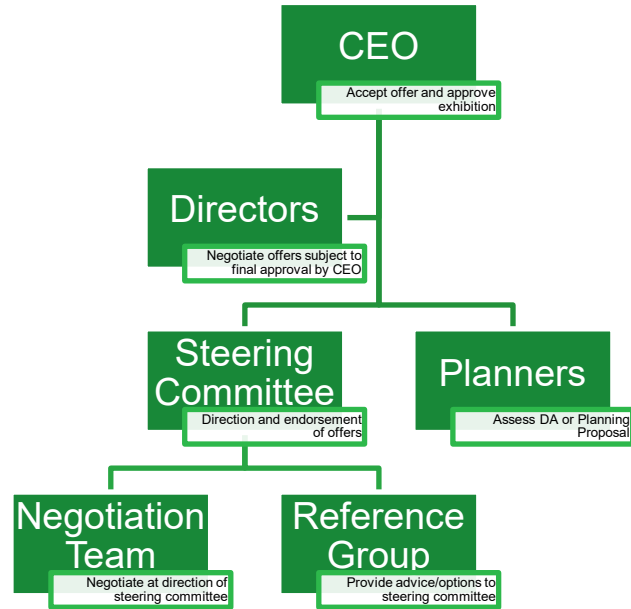 CEO
Accept offer and approve
exhibition
Directors
Negotiate offers subject to
final approval by CEO
Steering
Committee
Direction and endorsement
of offers
Planners
Assess DA or Planning
Proposal
Negotiation
Team
Negotiate at direction of
steering committee
Reference
Group
Provide advice/options to
steering committee